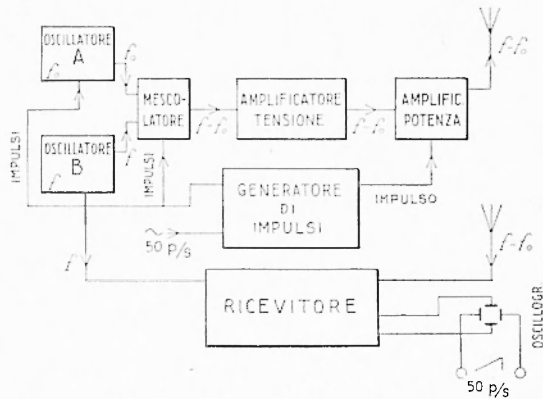 OSCILLATORE
A
f₀
f₀
OSCILLATORE
B
f
f
MESCO-
LATORE
f-f₀
AMPLIFICATORE
TENSIONE
f-f₀
AMPLIFIC.
POTENZA
f-f₀
IMPULSI
IMPULSI
GENERATORE
DI
IMPULSI
IMPULSO
50 p/s
f
RICEVITORE
f-f₀
OSCILLOGR.
50 p/s